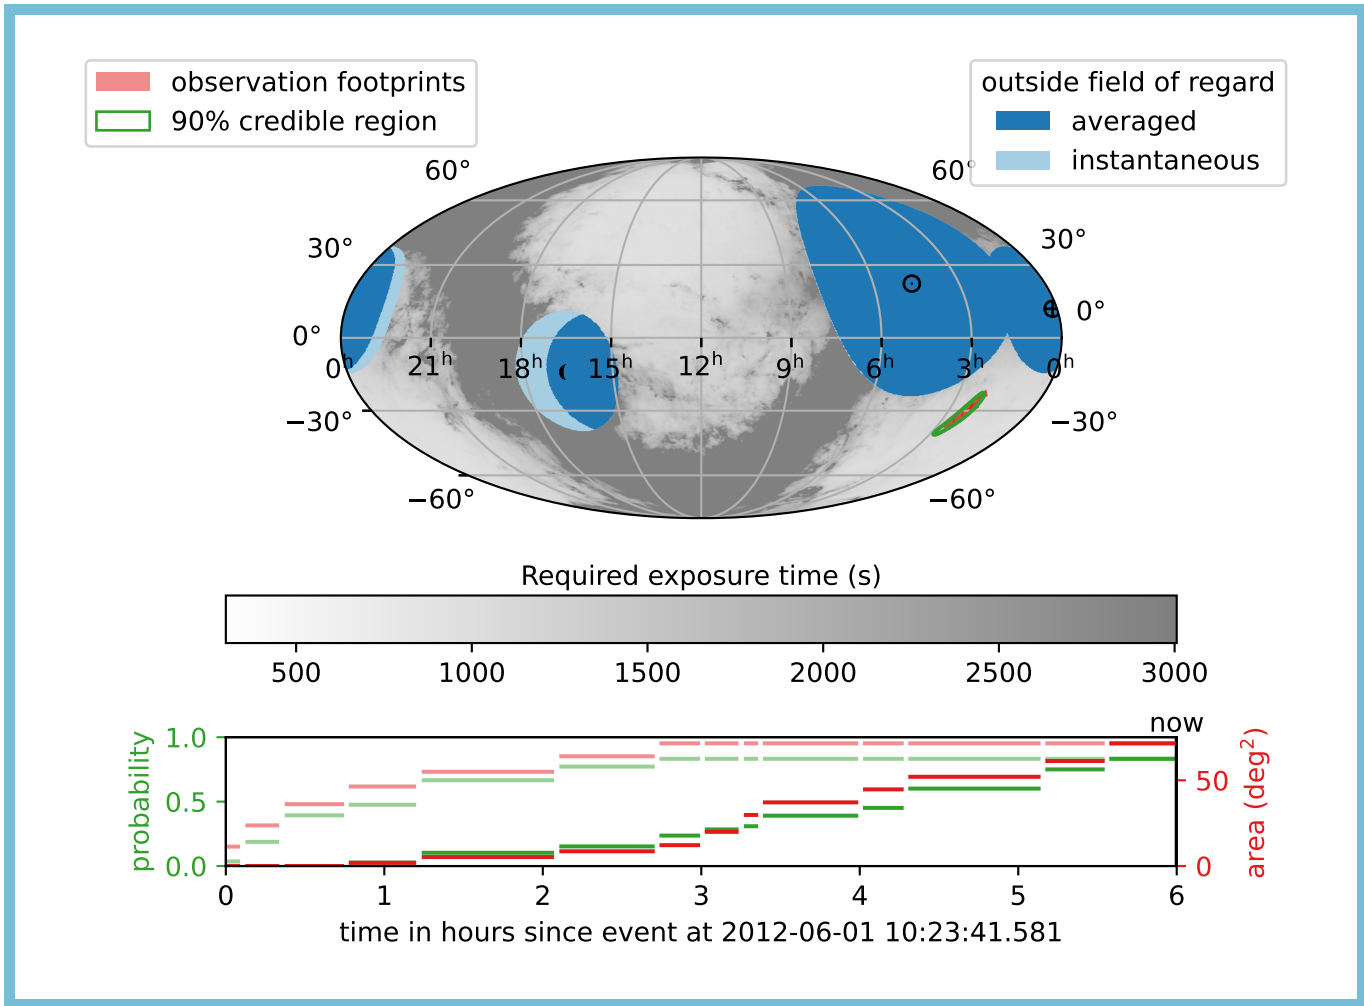 observation footprints
90% credible region
outside field of regard
averaged
instantaneous
60° 60°
30° 30°
0° 0°
0ʰ 21ʰ 18ʰ 15ʰ 12ʰ 9ʰ 6ʰ 3ʰ 0ʰ
−30° −30°
−60° −60°
Required exposure time (s)
500 1000 1500 2000 2500 3000
now
probability
1.0
0.5
0.0
50
0
area (deg²)
0 1 2 3 4 5 6
time in hours since event at 2012-06-01 10:23:41.581